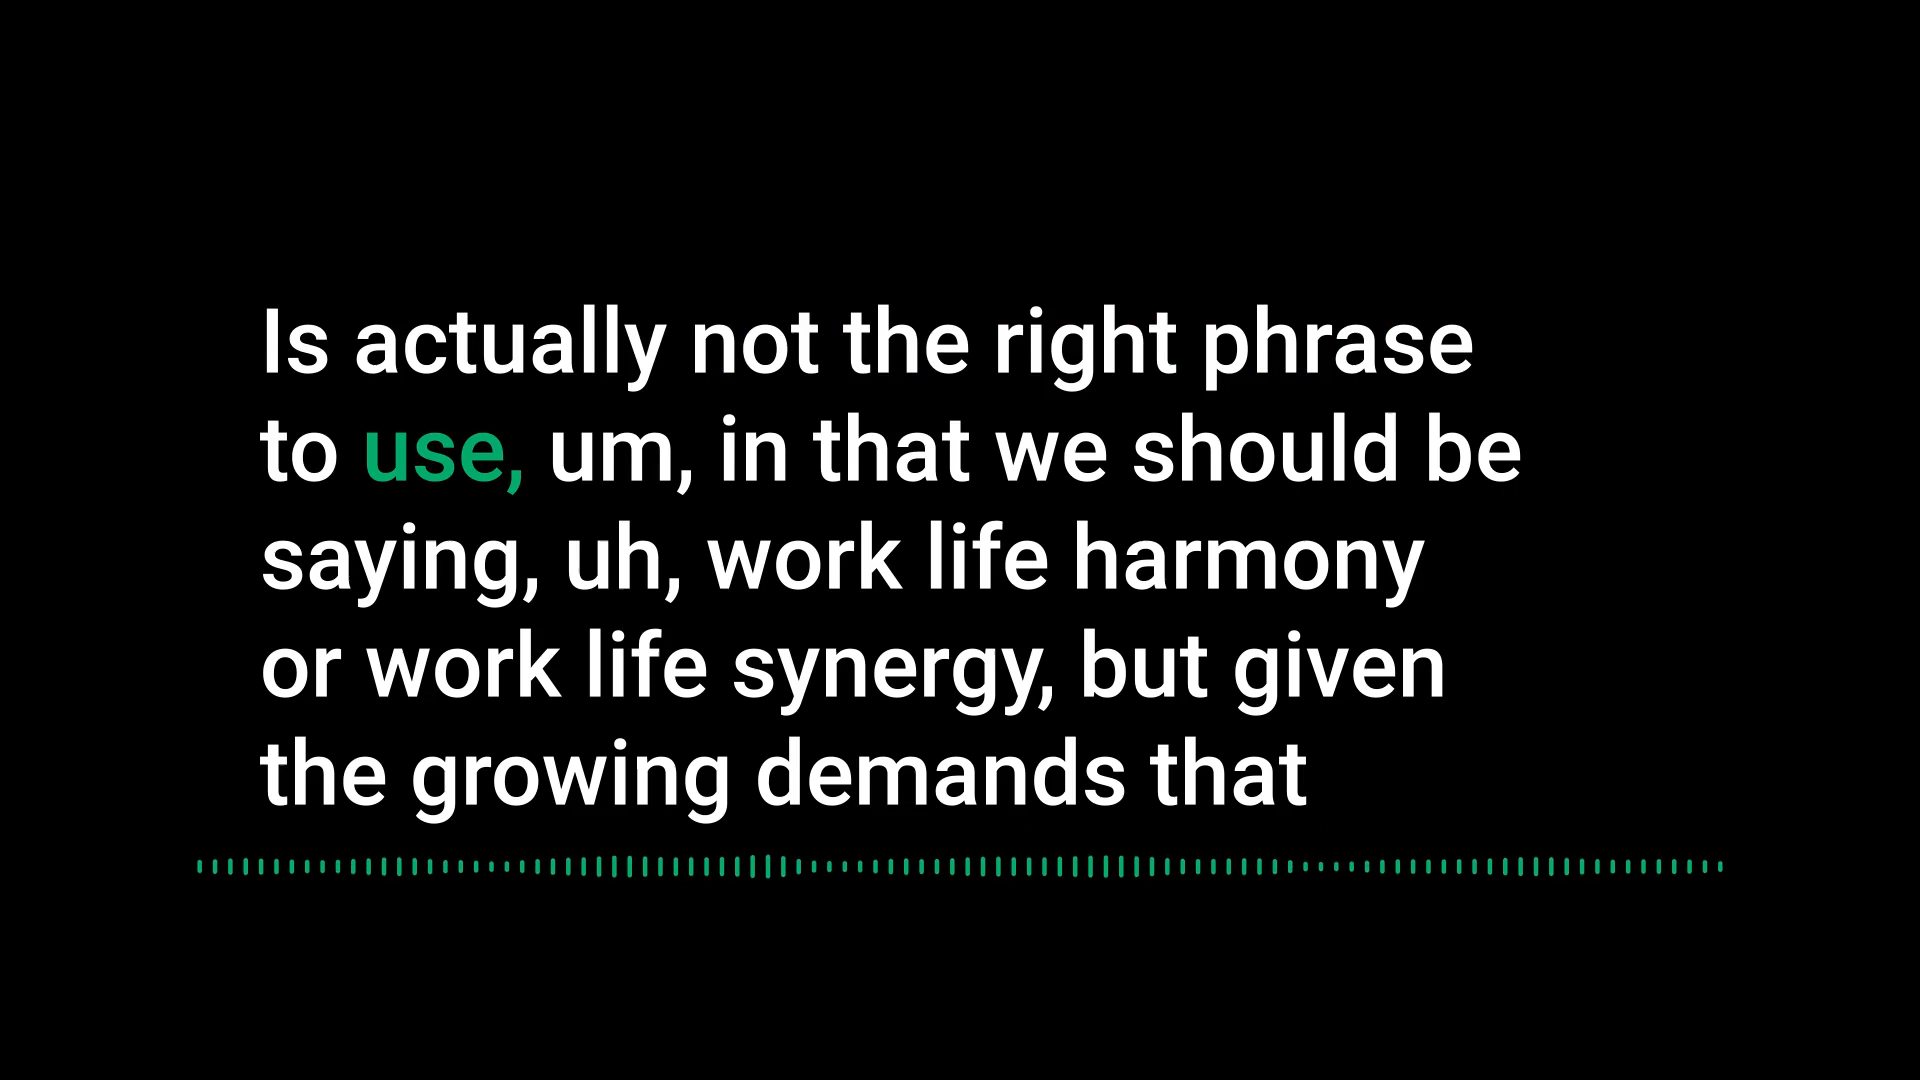 Is actually not the right phrase
to use, um, in that we should be
saying, uh, work life harmony
or work life synergy, but given
the growing demands that